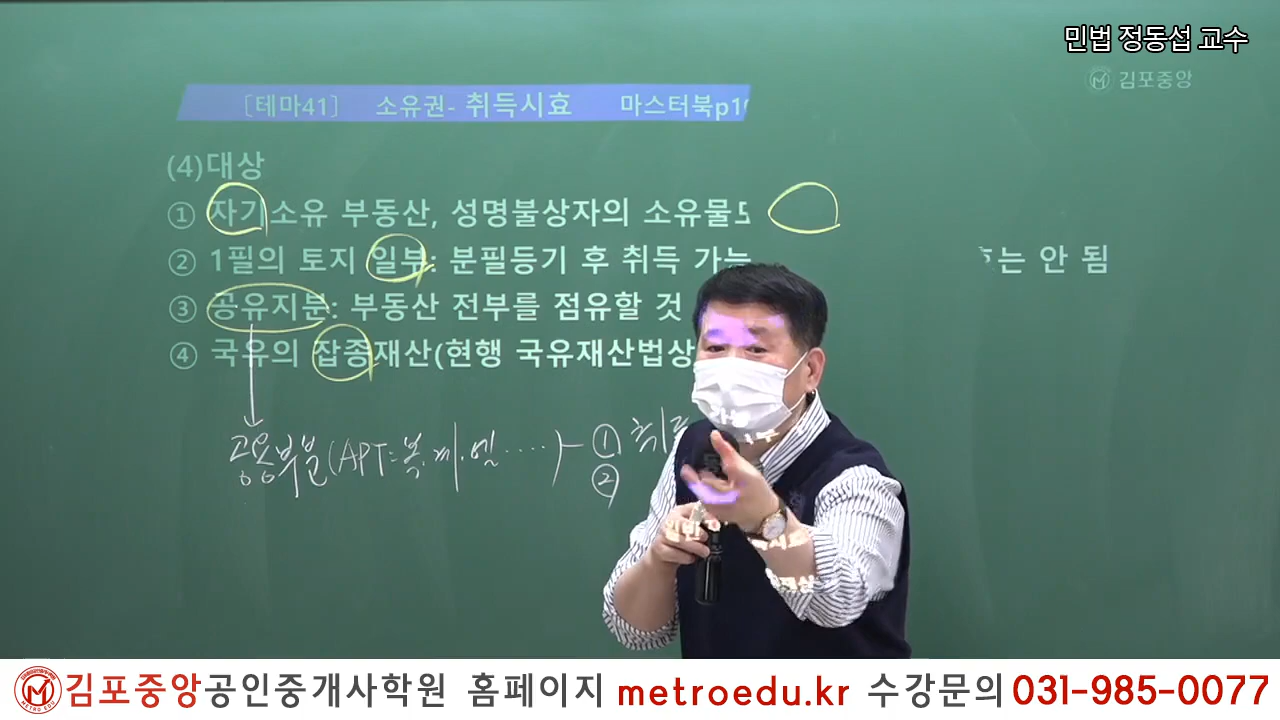 민법 정동섭 교수
김포중앙
[테마41] 소유권- 취득시효 마스터북p1
(4)대상
① 자기소유 부동산, 성명불상자의 소유물도
② 1필의 토지 일부: 분필등기 후 취득 가능 는 안 됨
③ 공유지분: 부동산 전부를 점유할 것
④ 국유의 잡종재산(현행 국유재산법상
공용부분(APT=복.계.엘.....) ① 취득
②
김포중앙공인중개사학원 홈페이지 metroedu.kr 수강문의 031-985-0077